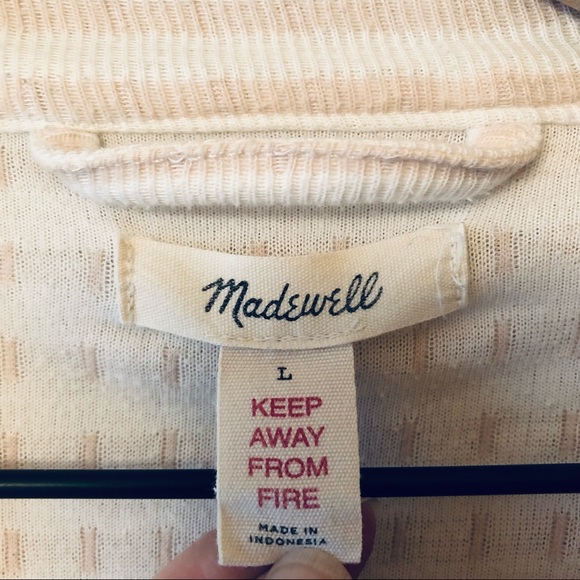 Madewell
L
KEEP
AWAY
FROM
FIRE
MADE IN
INDONESIA